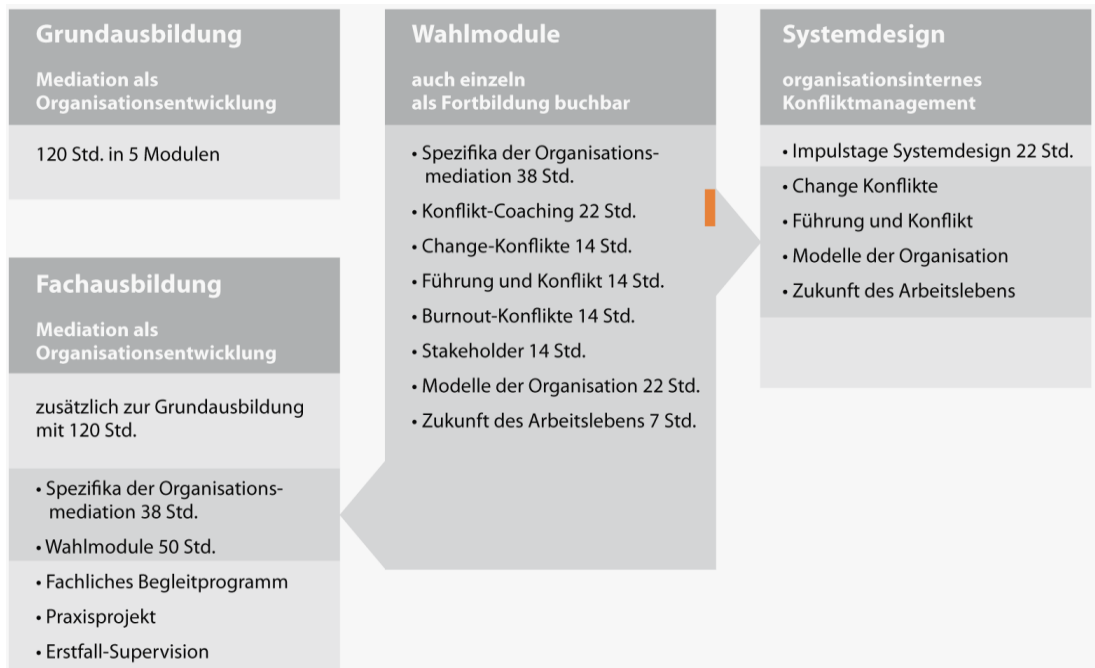 Grundausbildung
Mediation als
Organisationsentwicklung
120 Std. in 5 Modulen
Fachausbildung
Mediation als
Organisationsentwicklung
zusätzlich zur Grundausbildung
mit 120 Std.
• Spezifika der Organisations-
mediation 38 Std.
• Wahlmodule 50 Std.
• Fachliches Begleitprogramm
• Praxisprojekt
• Erstfall-Supervision
Wahlmodule
auch einzeln
als Fortbildung buchbar
• Spezifika der Organisations-
mediation 38 Std.
• Konflikt-Coaching 22 Std.
• Change-Konflikte 14 Std.
• Führung und Konflikt 14 Std.
• Burnout-Konflikte 14 Std.
• Stakeholder 14 Std.
• Modelle der Organisation 22 Std.
• Zukunft des Arbeitslebens 7 Std.
Systemdesign
organisationsinternes
Konfliktmanagement
• Impulstage Systemdesign 22 Std.
• Change Konflikte
• Führung und Konflikt
• Modelle der Organisation
• Zukunft des Arbeitslebens